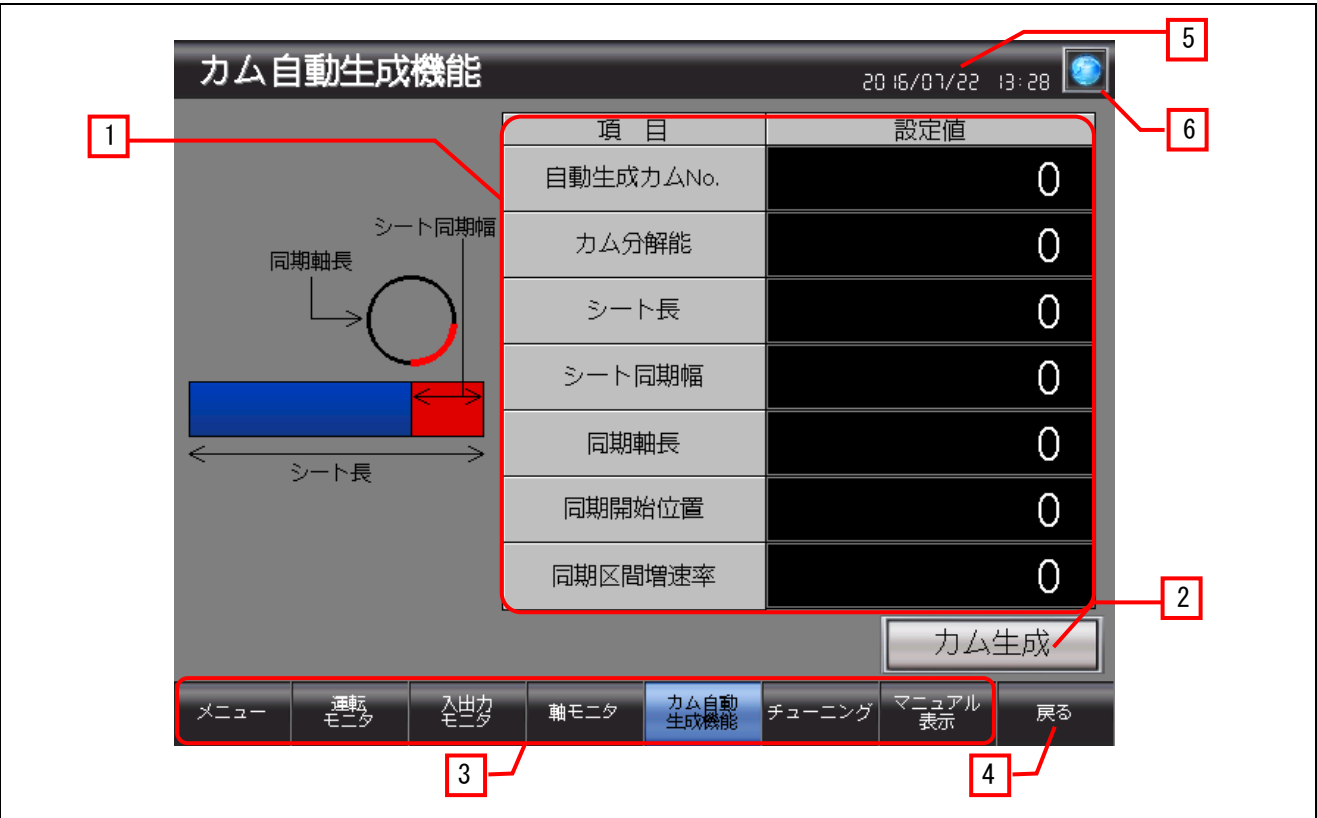 5
カム自動生成機能
2016/07/22 13:28
6
1
項 目 設定値
自動生成カムNo. 0
カム分解能 0
シート長 0
シート同期幅 0
同期軸長 0
同期開始位置 0
同期区間増速率 0
シート同期幅
同期軸長
シート長
2
カム生成
メニュー
運転
モニタ
入出力
モニタ
軸モニタ
カム自動
生成機能
チューニング
マニュアル
表示
戻る
3
4